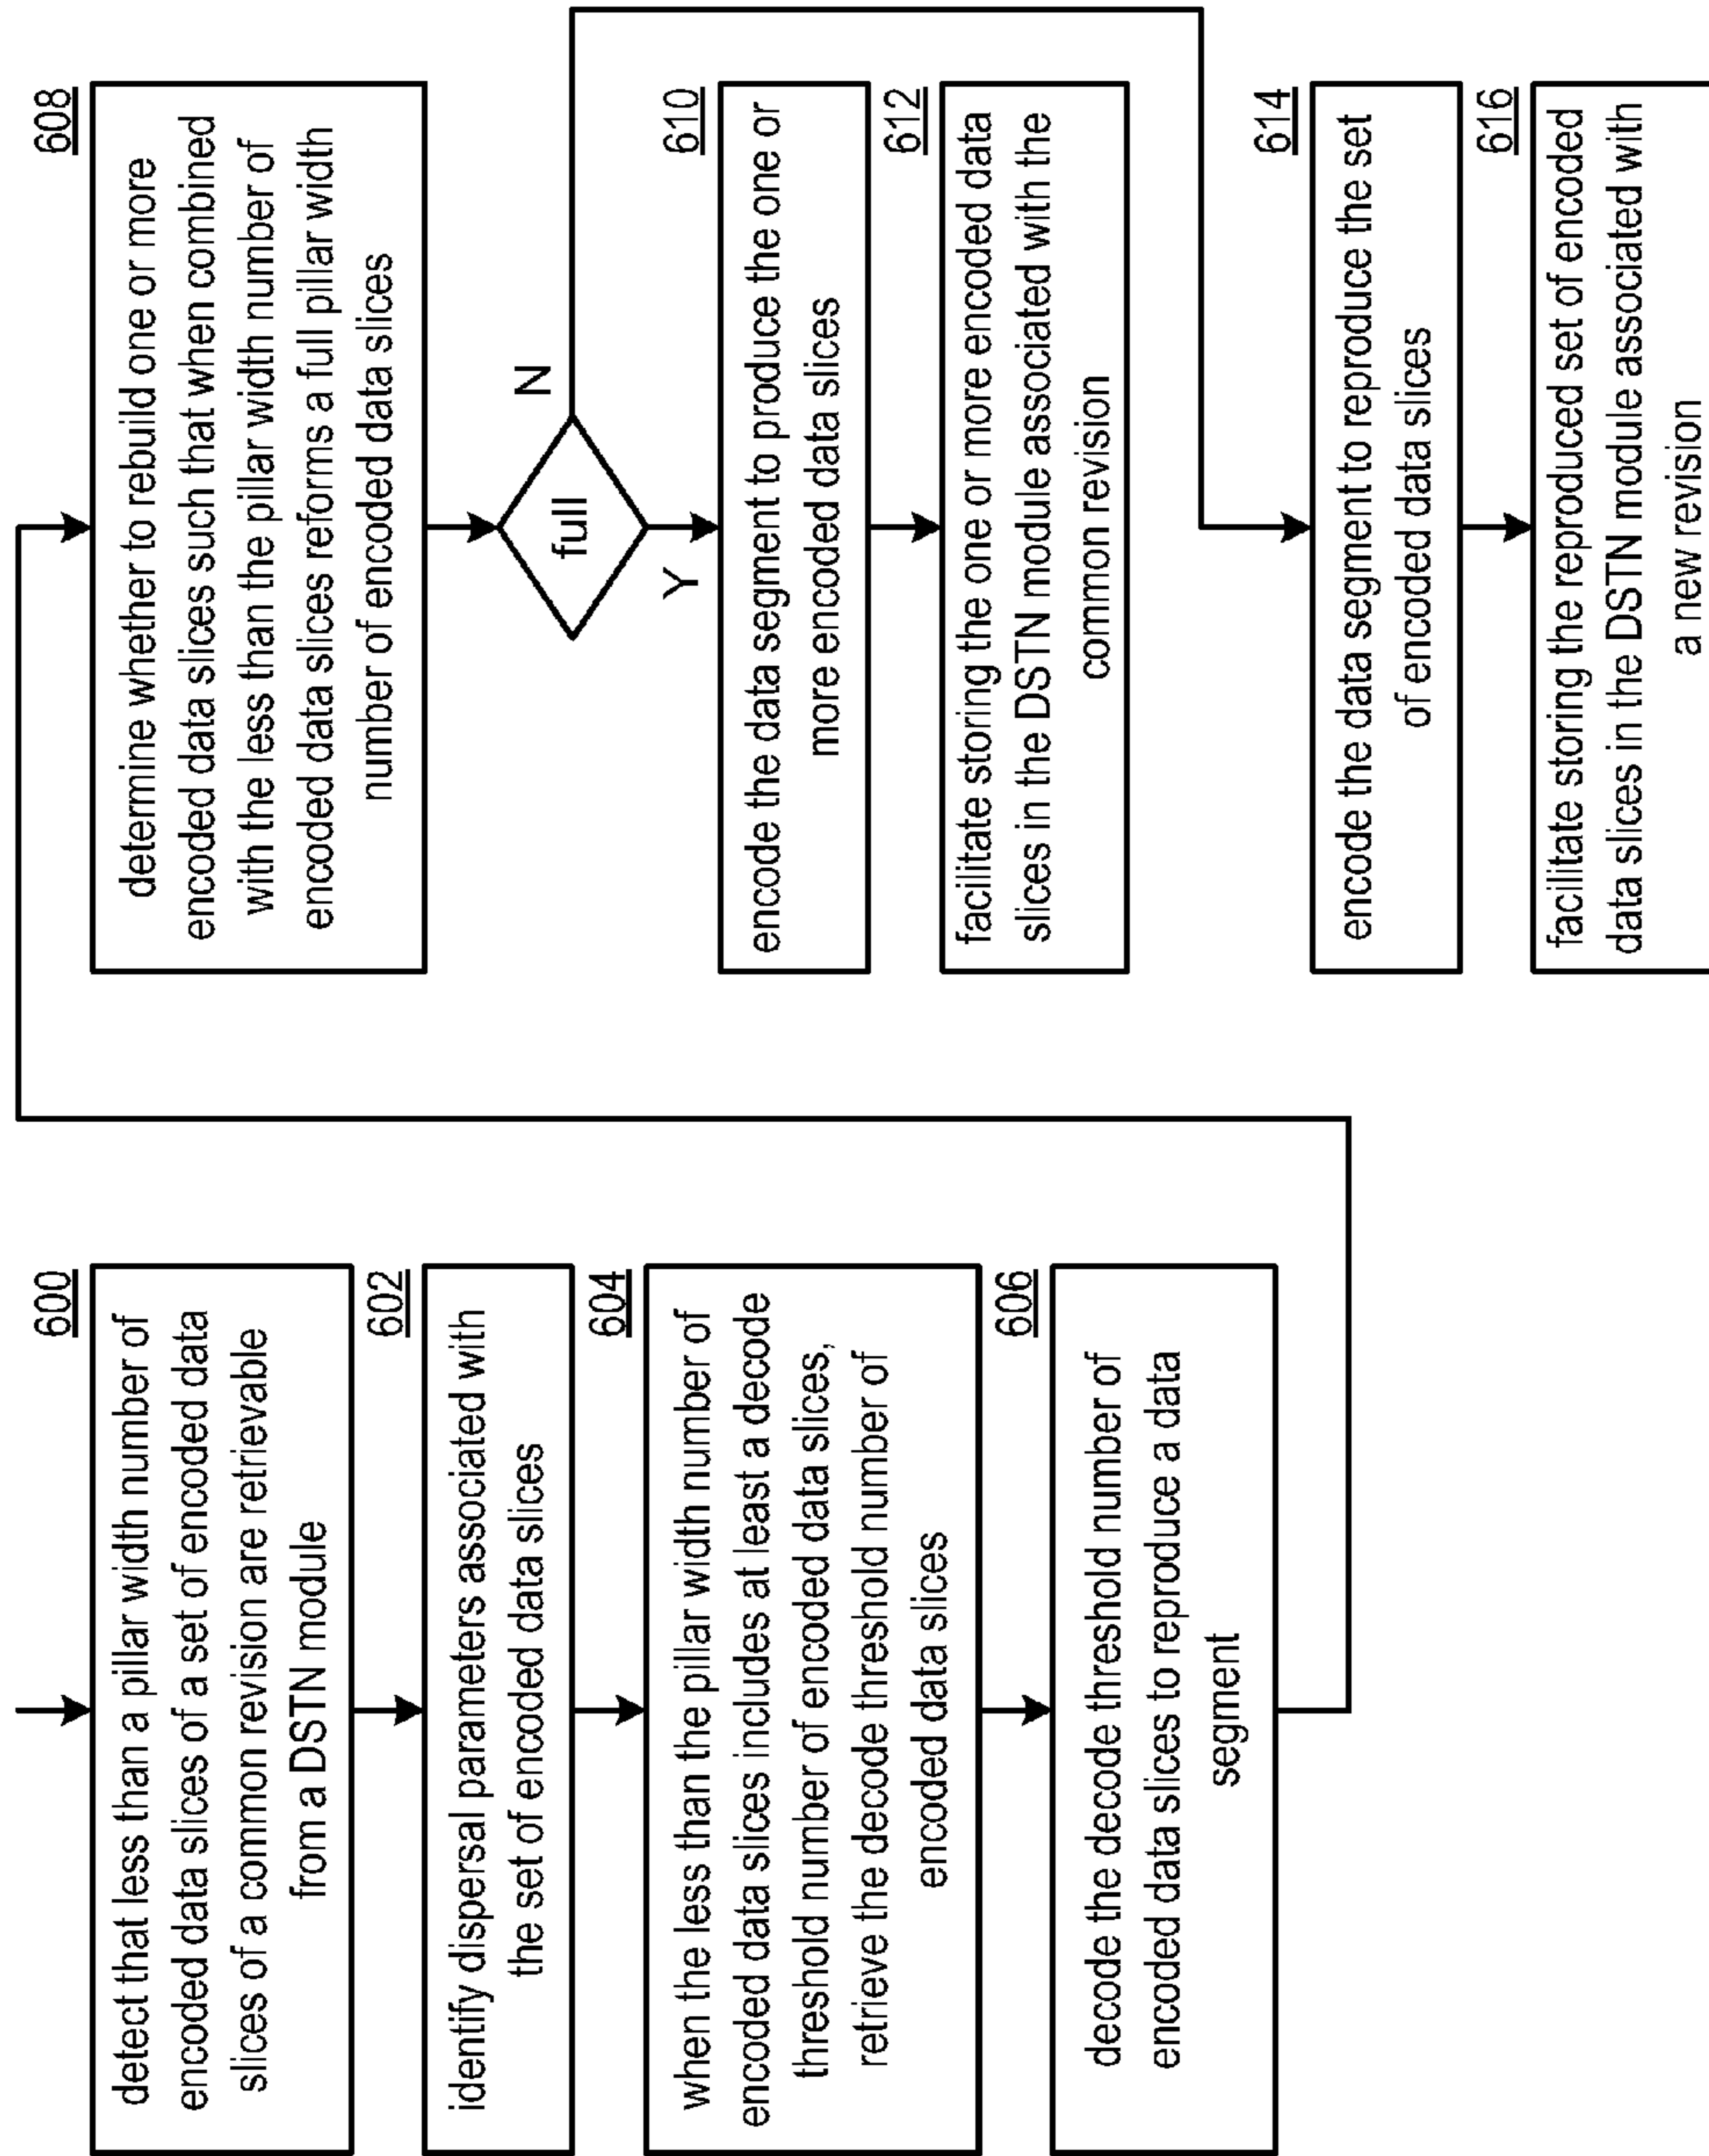 600
detect that less than a pillar width number of
encoded data slices of a set of encoded data
slices of a common revision are retrievable
from a DSTN module
602
identify dispersal parameters associated with
the set of encoded data slices
604
when the less than the pillar width number of
encoded data slices includes at least a decode
threshold number of encoded data slices,
retrieve the decode threshold number of
encoded data slices
606
decode the decode threshold number of
encoded data slices to reproduce a data
segment
608
determine whether to rebuild one or more
encoded data slices such that when combined
with the less than the pillar width number of
encoded data slices reforms a full pillar width
number of encoded data slices
full
Y
N
610
encode the data segment to produce the one or
more encoded data slices
612
facilitate storing the one or more encoded data
slices in the DSTN module associated with the
common revision
614
encode the data segment to reproduce the set
of encoded data slices
616
facilitate storing the reproduced set of encoded
data slices in the DSTN module associated with
a new revision